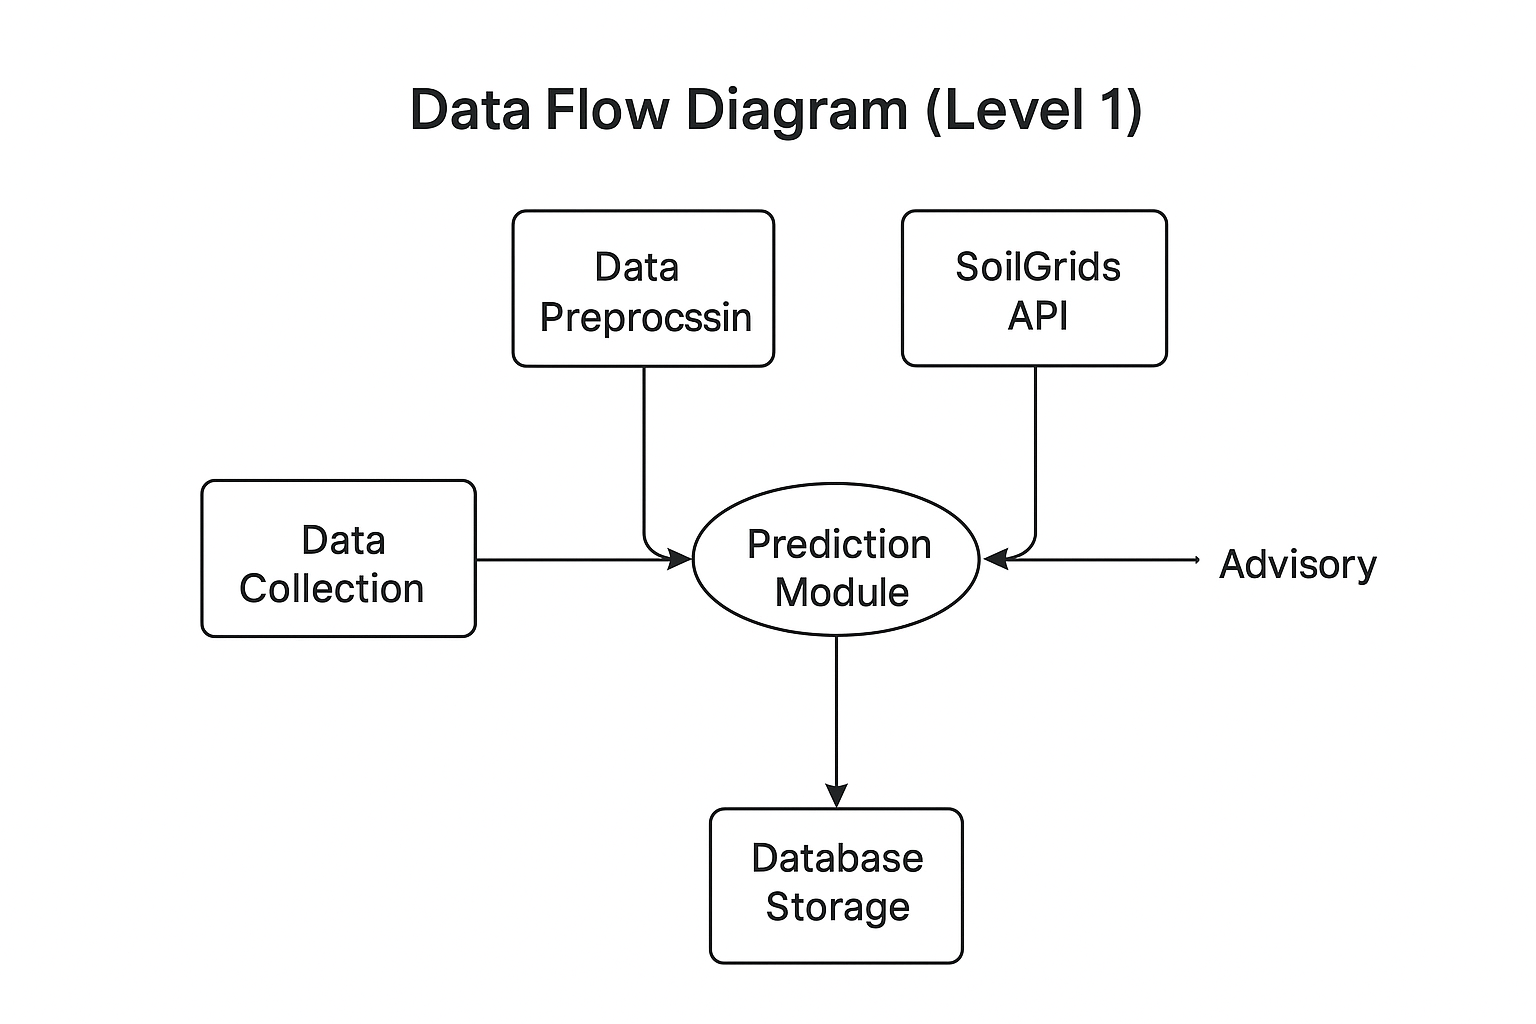 Data Flow Diagram (Level 1)
Data
Preprocssin
SoilGrids
API
Data
Collection
Prediction
Module
Advisory
Database
Storage